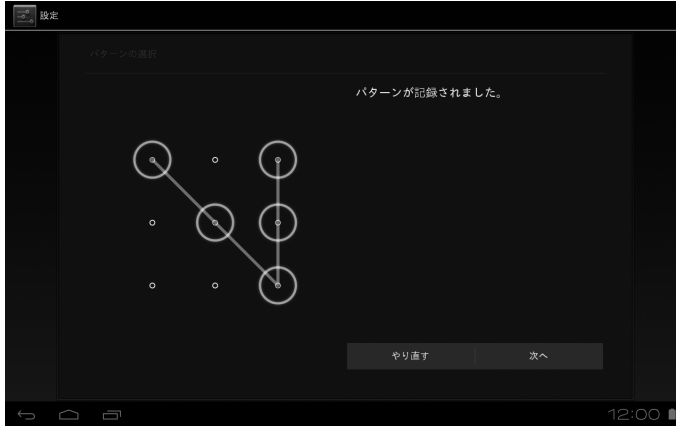 設定
パターンの選択
パターンが記録されました。
やり直す
次へ
12:00